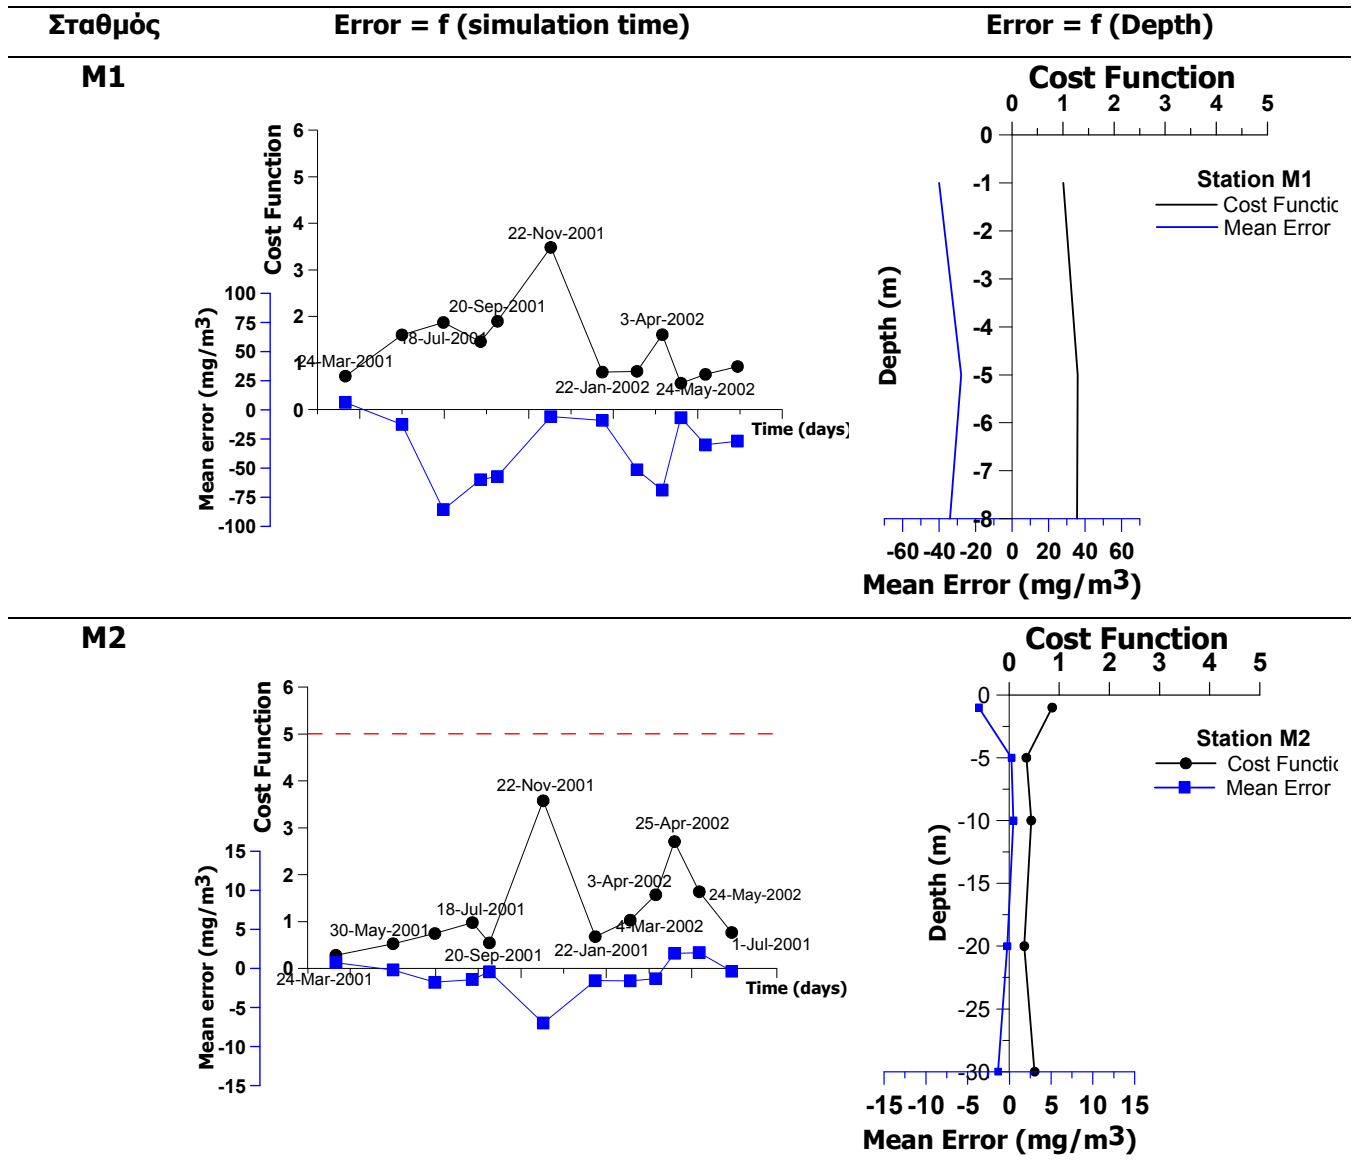 Σταθμός Error = f (simulation time) Error = f (Depth)
M1
Cost Function
6
5
4
3
2
1
0
Mean error (mg/m3)
100
75
50
25
0
-25
-50
-75
-100
24-Mar-2001
18-Jul-2001
20-Sep-2001
22-Nov-2001
22-Jan-2002
3-Apr-2002
24-May-2002
Time (days)
Cost Function
0 1 2 3 4 5
Depth (m)
0
-1
-2
-3
-4
-5
-6
-7
-8
Station M1
Cost Functic
Mean Error
-60 -40 -20 0 20 40 60
Mean Error (mg/m3)
M2
Cost Function
6
5
4
3
2
1
0
Mean error (mg/m3)
15
10
5
0
-5
-10
-15
24-Mar-2001
30-May-2001
18-Jul-2001
20-Sep-2001
22-Nov-2001
22-Jan-2001
4-Mar-2002
3-Apr-2002
25-Apr-2002
24-May-2002
1-Jul-2001
Time (days)
Cost Function
0 1 2 3 4 5
Depth (m)
0
-5
-10
-15
-20
-25
-30
Station M2
Cost Functic
Mean Error
-15 -10 -5 0 5 10 15
Mean Error (mg/m3)